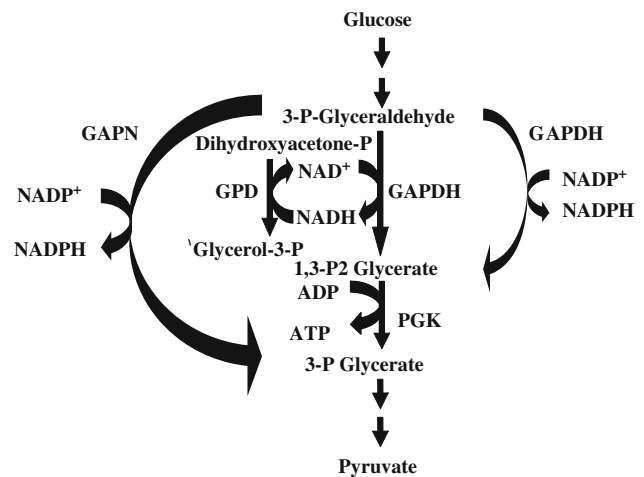 Glucose
3-P-Glyceraldehyde
GAPN
GAPDH
Dihydroxyacetone-P
NAD+
NADP+
GPD
GAPDH
NADP+
NADPH
NADH
NADPH
`Glycerol-3-P
1,3-P2 Glycerate
ADP
PGK
ATP
3-P Glycerate
Pyruvate